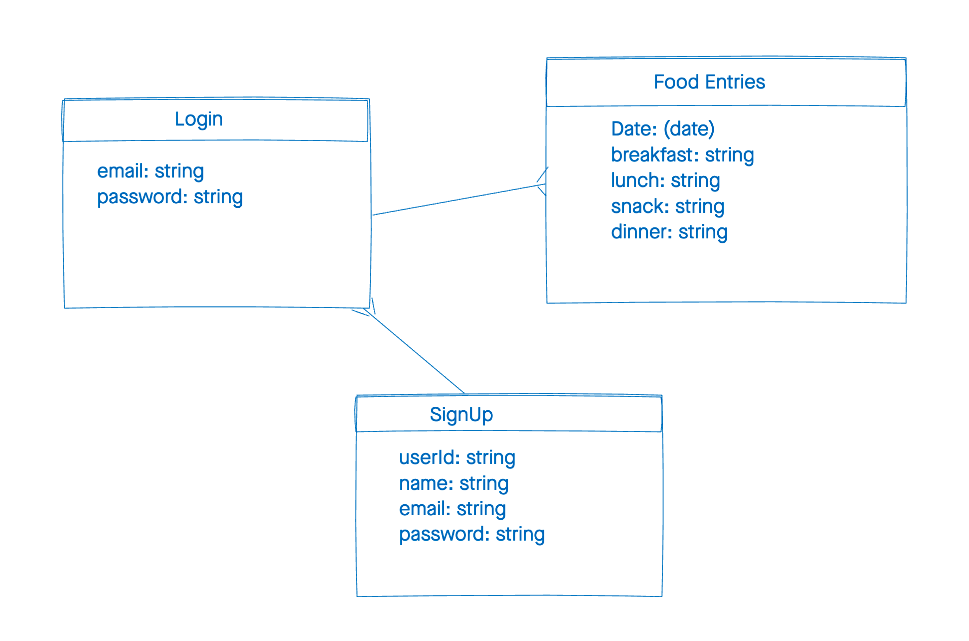 Login
email: string
password: string
Food Entries
Date: (date)
breakfast: string
lunch: string
snack: string
dinner: string
SignUp
userId: string
name: string
email: string
password: string